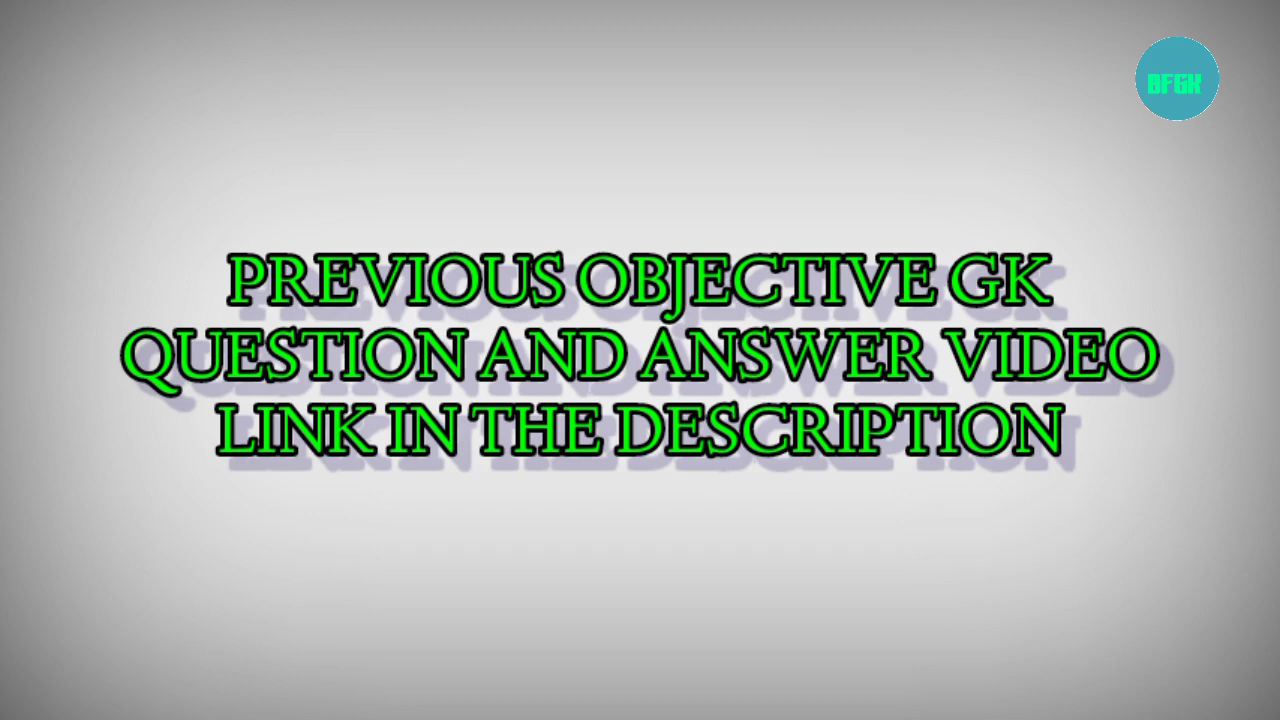 BFGK
PREVIOUS OBJECTIVE GK
QUESTION AND ANSWER VIDEO
LINK IN THE DESCRIPTION